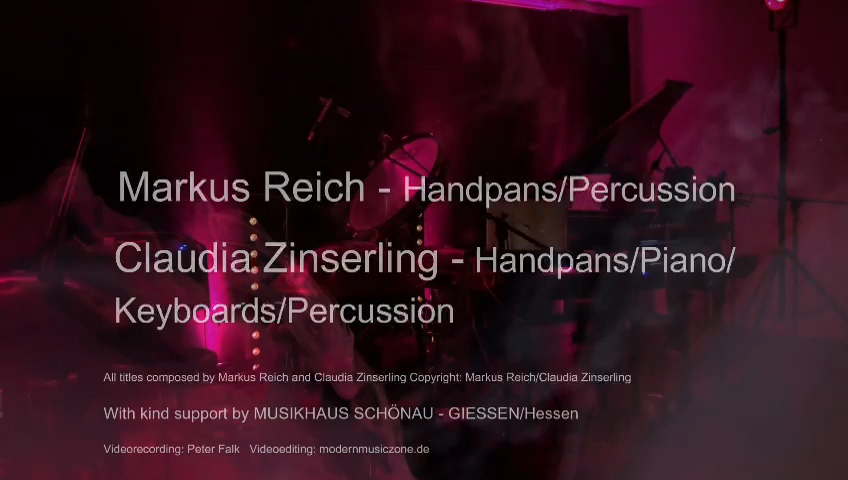 Markus Reich - Handpans/Percussion
Claudia Zinserling - Handpans/Piano/
Keyboards/Percussion
All titles composed by Markus Reich and Claudia Zinserling Copyright: Markus Reich/Claudia Zinserling
With kind support by MUSIKHAUS SCHÖNAU - GIESSEN/Hessen
Videorecording: Peter Falk   Videoediting: modernmusiczone.de